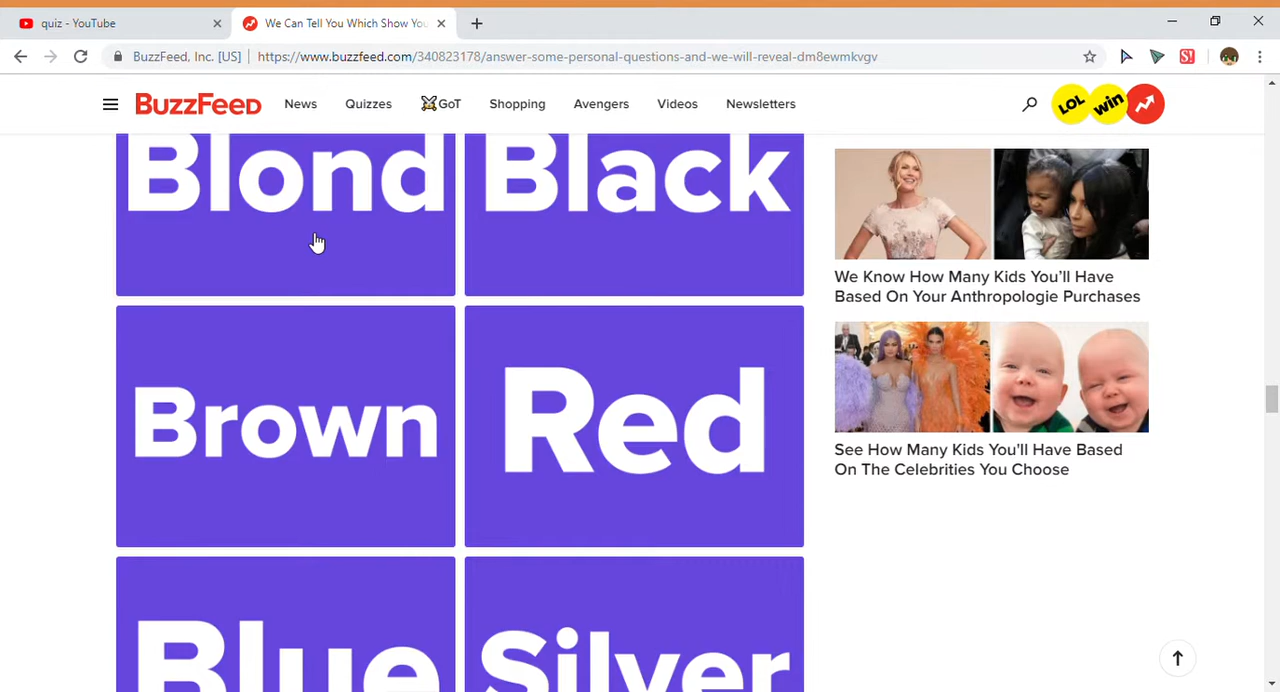 quiz - YouTube
We Can Tell You Which Show You
BuzzFeed, Inc. [US]
https://www.buzzfeed.com/340823178/answer-some-personal-questions-and-we-will-reveal-dm8ewmkvgv
BuzzFeed
News
Quizzes
GoT
Shopping
Avengers
Videos
Newsletters
LOL
win
Blond
Black
Brown
Red
Blue
Silver
We Know How Many Kids You'll Have
Based On Your Anthropologie Purchases
See How Many Kids You'll Have Based
On The Celebrities You Choose